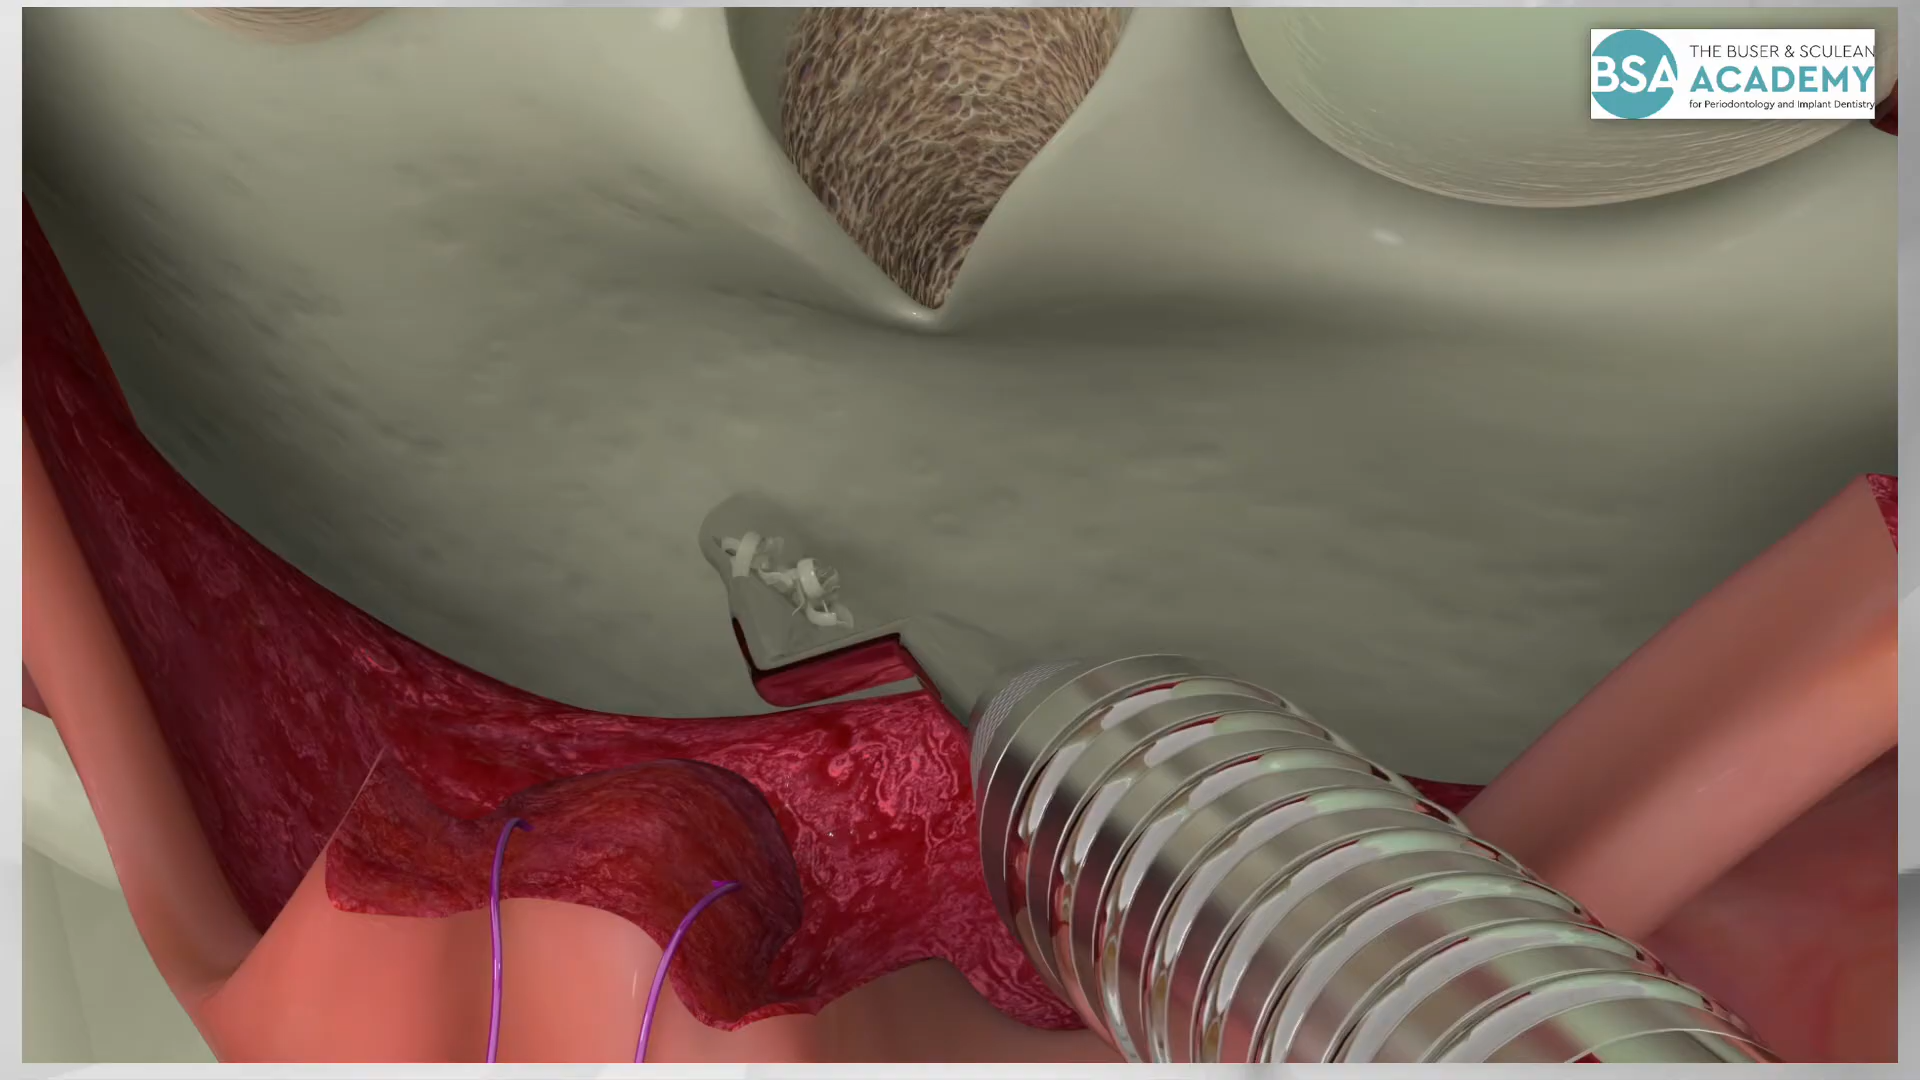 BSA
THE BUSER & SCULEAN
ACADEMY
for Periodontology and Implant Dentistry